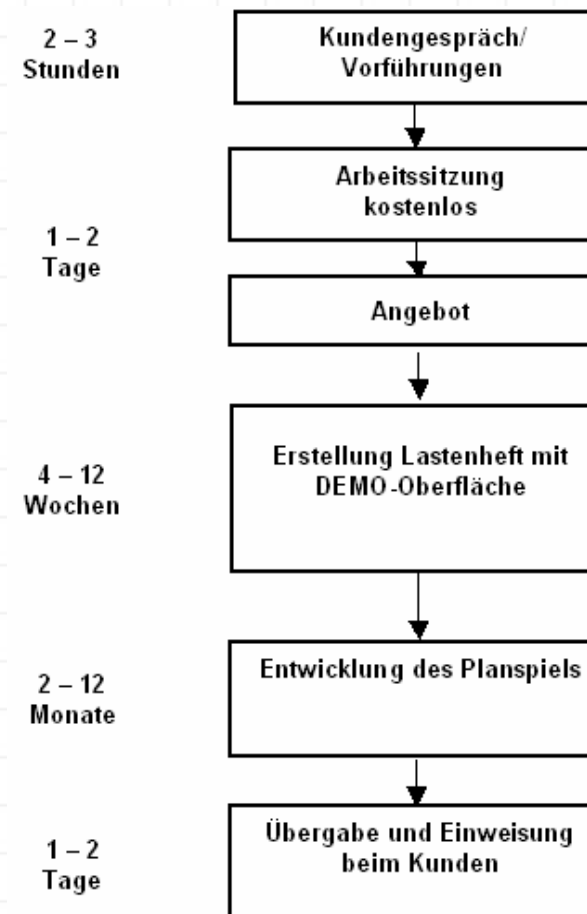 2 – 3
Stunden
Kundengespräch/
Vorführungen
Arbeitssitzung
kostenlos
1 – 2
Tage
Angebot
4 – 12
Wochen
Erstellung Lastenheft mit
DEMO-Oberfläche
2 – 12
Monate
Entwicklung des Planspiels
1 – 2
Tage
Übergabe und Einweisung
beim Kunden